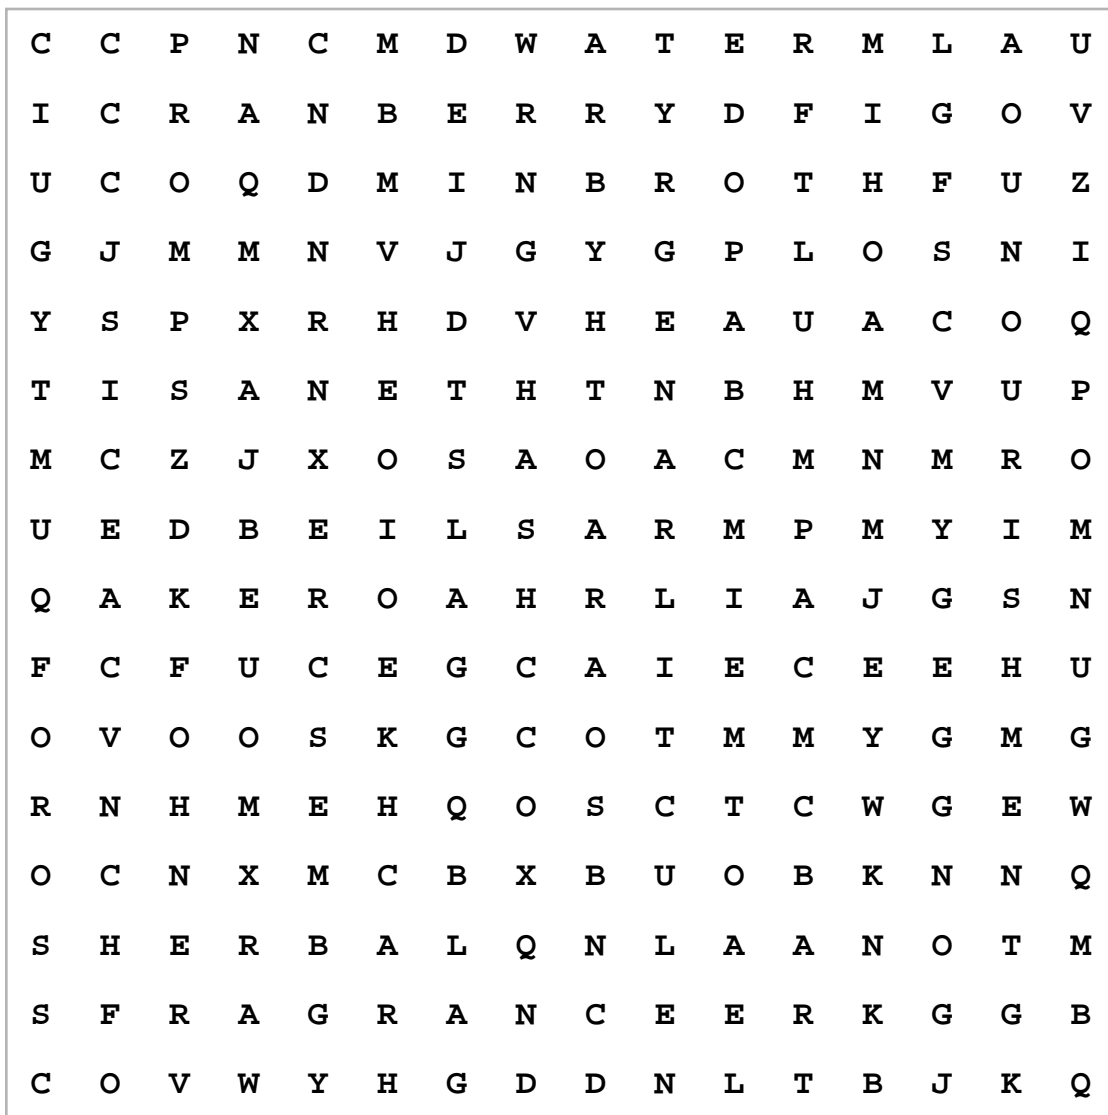 C C P N C M D W A T E R M L A U
I C R A N B E R R Y D F I G O V
U C O Q D M I N B R O T H F U Z
G J M M N V J G Y G P L O S N I
Y S P X R H D V H E A U A C O Q
T I S A N E T H T N B H M V U P
M C Z J X O S A O A C M N M R O
U E D B E I L S A R M P M Y I M
Q A K E R O A H R L I A J G S N
F C F U C E G C A I E C E E H U
O V O O S K G C O T M M Y G M G
R N H M E H Q O S C T C W G E W
O C N X M C B X B U O B K N N Q
S H E R B A L Q N L A A N O T M
S F R A G R A N C E E R K G G B
C O V W Y H G D D N L T B J K Q